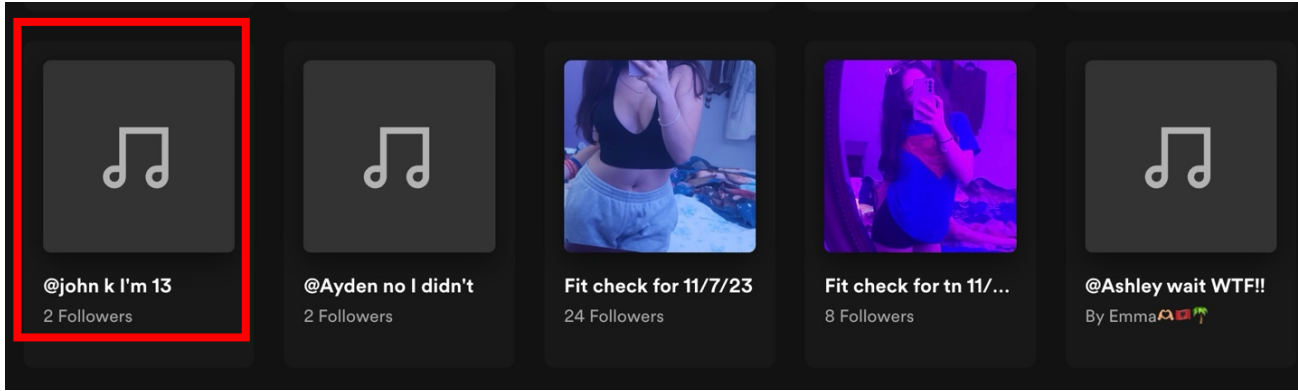 @john k I'm 13
2 Followers
@Ayden no I didn't
2 Followers
Fit check for 11/7/23
24 Followers
Fit check for tn 11/...
8 Followers
@Ashley wait WTF!!
By Emma🫶🏼🇲🇦🌴